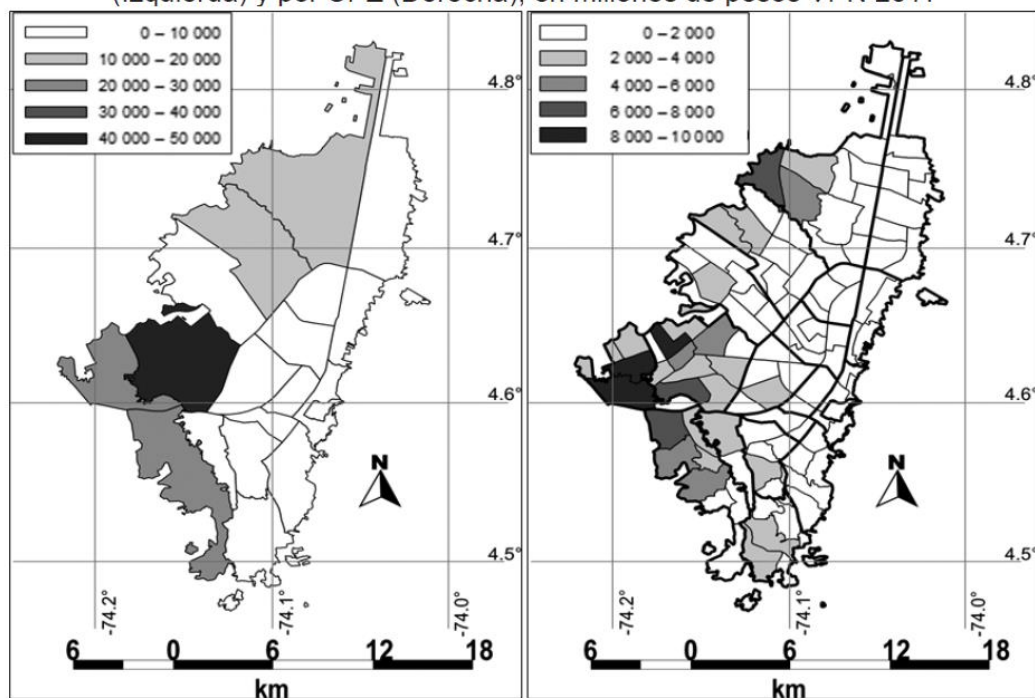 (Izquierda) y por UPZ (Derecha), en millones de pesos VPN 2011
0 – 10 000
10 000 – 20 000
20 000 – 30 000
30 000 – 40 000
40 000 – 50 000
4.8°
4.7°
4.6°
4.5°
N
-74.2°
-74.1°
-74.0°
6 0 6 12 18
km
0 – 2 000
2 000 – 4 000
4 000 – 6 000
6 000 – 8 000
8 000 – 10 000
4.8°
4.7°
4.6°
4.5°
N
-74.2°
-74.1°
-74.0°
6 0 6 12 18
km